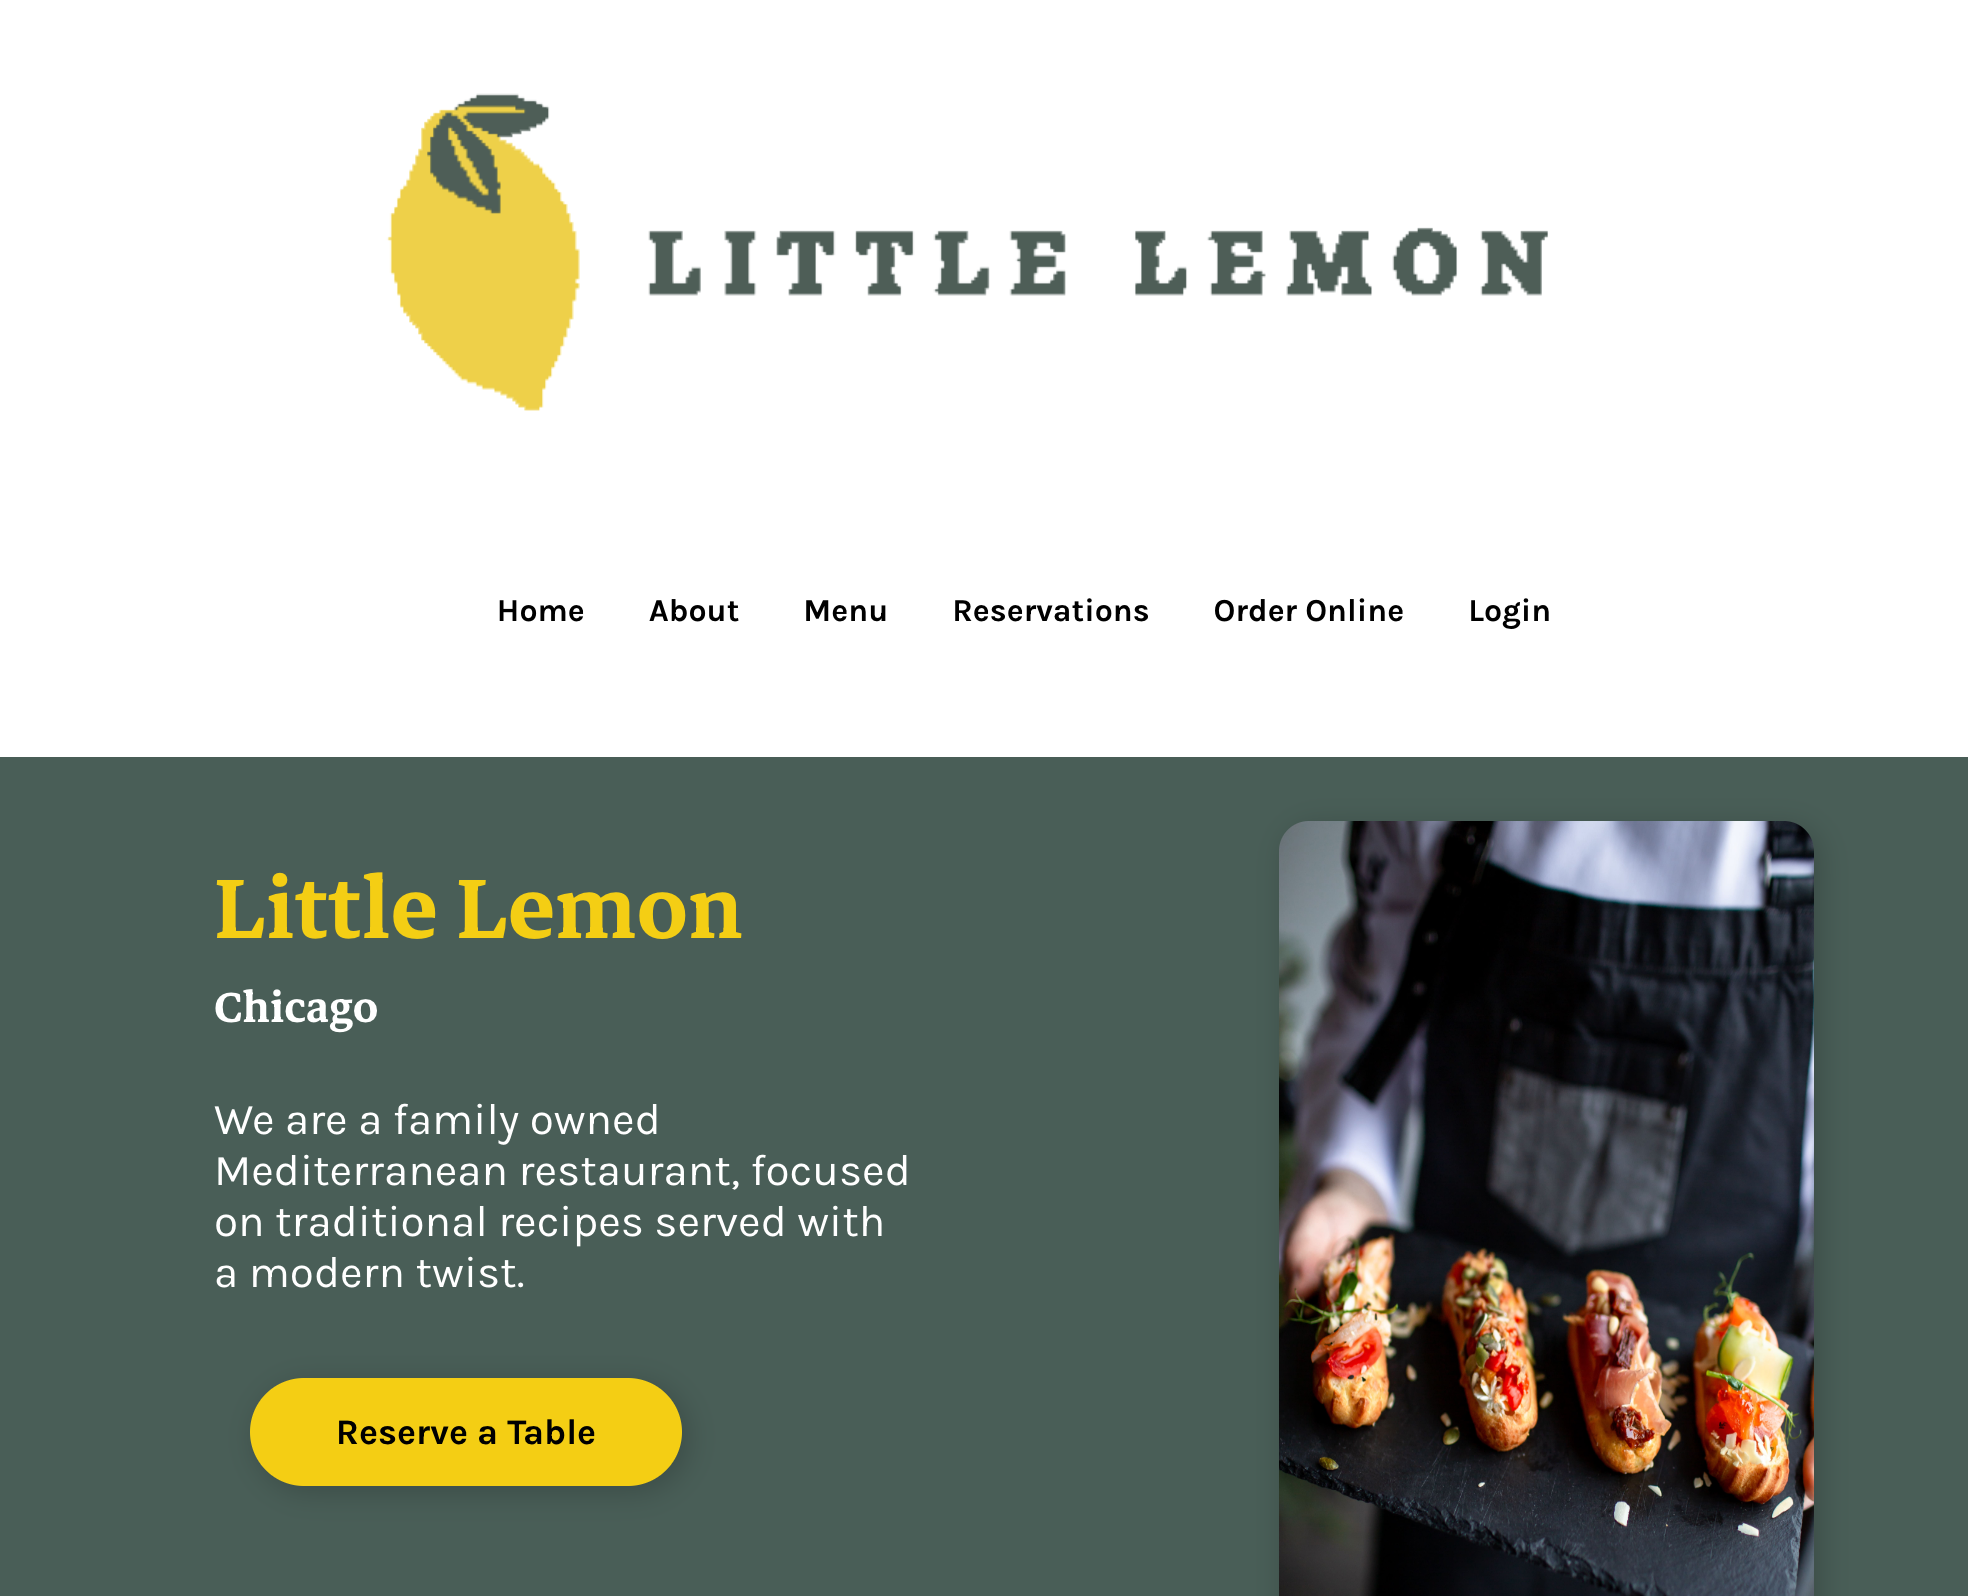 LITTLE LEMON
Home About Menu Reservations Order Online Login
Little Lemon
Chicago
We are a family owned
Mediterranean restaurant, focused
on traditional recipes served with
a modern twist.
Reserve a Table